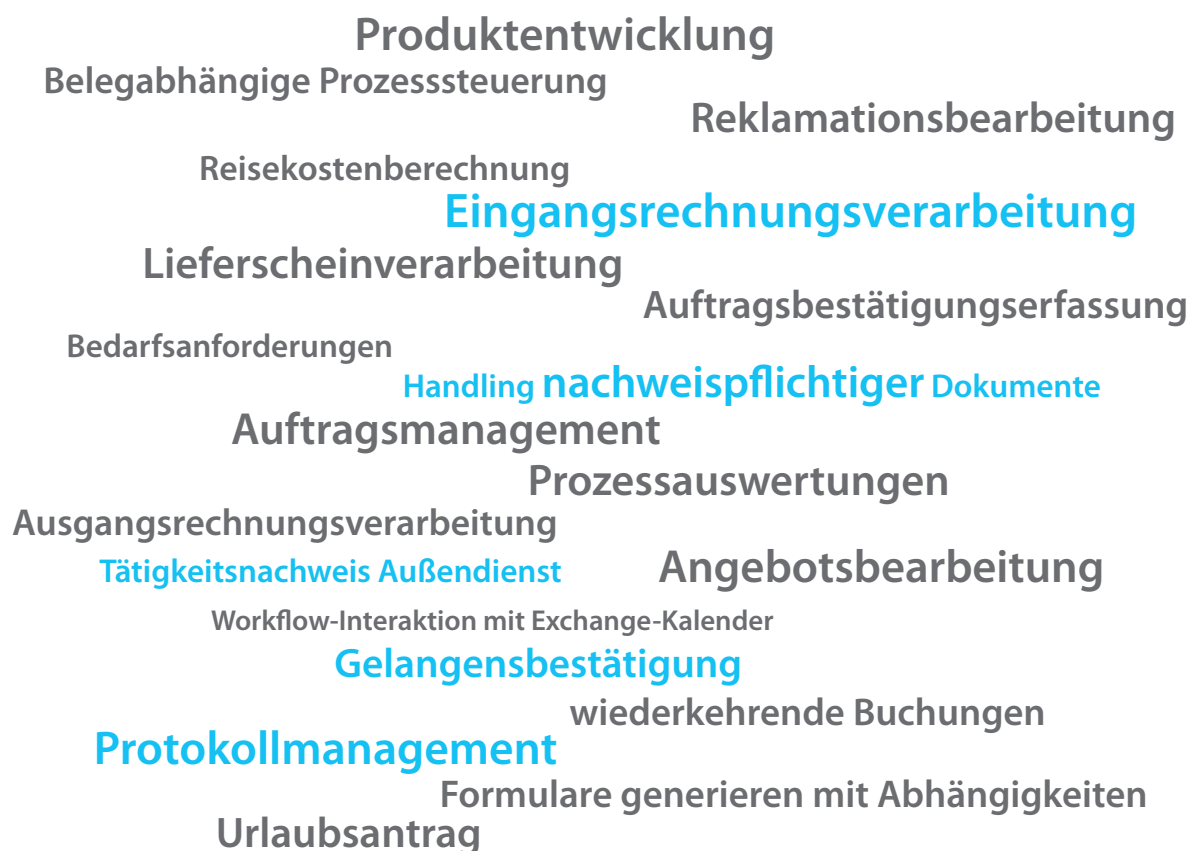 Produktentwicklung
Belegabhängige Prozesssteuerung
Reklamationsbearbeitung
Reisekostenberechnung
Eingangsrechnungsverarbeitung
Lieferscheinverarbeitung
Auftragsbestätigungserfassung
Bedarfsanforderungen
Handling nachweispflichtiger Dokumente
Auftragsmanagement
Prozessauswertungen
Ausgangsrechnungsverarbeitung
Tätigkeitsnachweis Außendienst
Angebotsbearbeitung
Workflow-Interaktion mit Exchange-Kalender
Gelangensbestätigung
wiederkehrende Buchungen
Protokollmanagement
Formulare generieren mit Abhängigkeiten
Urlaubsantrag